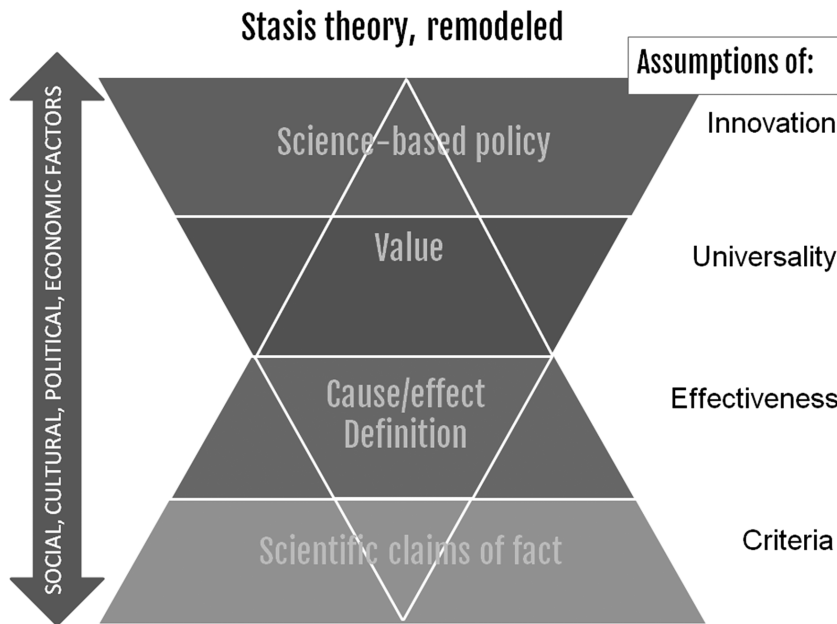 Stasis theory, remodeled
Assumptions of:
SOCIAL, CULTURAL, POLITICAL, ECONOMIC FACTORS
Science-based policy
Innovation
Value
Universality
Cause/effect
Definition
Effectiveness
Scientific claims of fact
Criteria